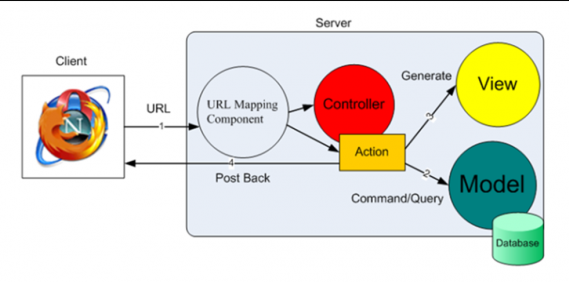 Server
Client
URL
1
N
URL Mapping
Component
Controller
Action
Generate
3
View
2
Model
Command/Query
4
Post Back
Database